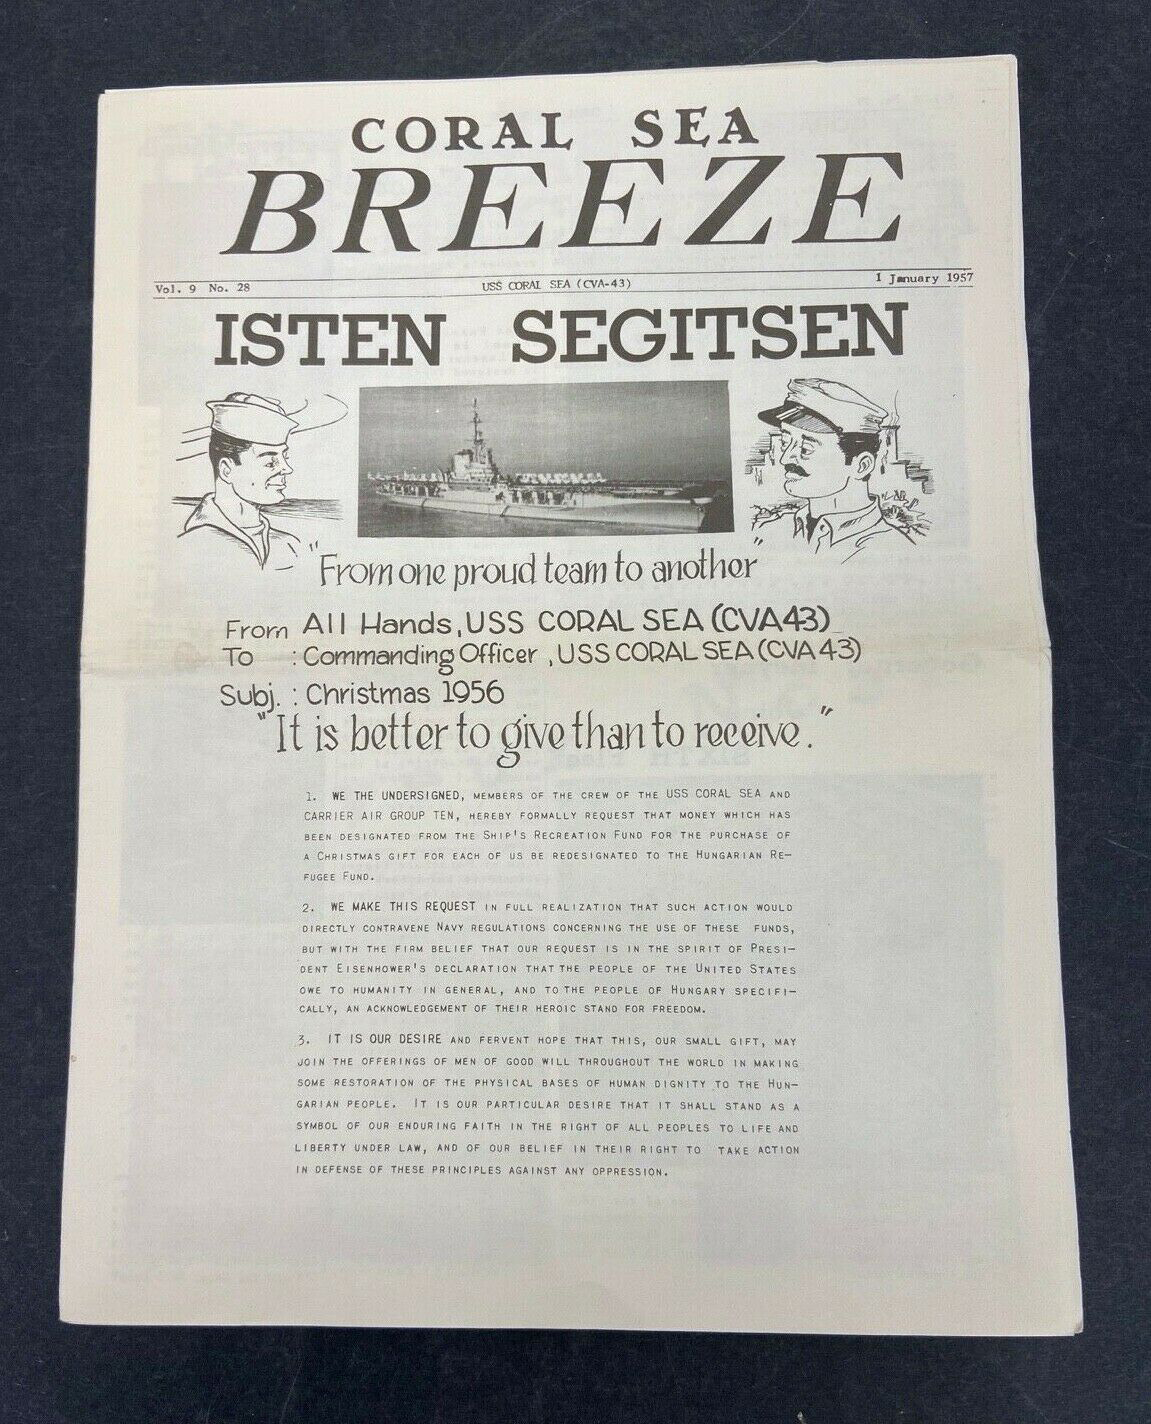 CORAL SEA
BREEZE
Vol. 9 No. 28 USS CORAL SEA (CVA-43) 1 January 1957
ISTEN SEGITSEN
"From one proud team to another"
From All Hands, USS CORAL SEA (CVA43)
To : Commanding Officer, USS CORAL SEA (CVA 43)
Subj. : Christmas 1956
"It is better to give than to receive."
1. WE THE UNDERSIGNED, MEMBERS OF THE CREW OF THE USS CORAL SEA AND
CARRIER AIR GROUP TEN, HEREBY FORMALLY REQUEST THAT MONEY WHICH HAS
BEEN DESIGNATED FROM THE SHIP'S RECREATION FUND FOR THE PURCHASE OF
A CHRISTMAS GIFT FOR EACH OF US BE REDESIGNATED TO THE HUNGARIAN RE-
FUGEE FUND.
2. WE MAKE THIS REQUEST IN FULL REALIZATION THAT SUCH ACTION WOULD
DIRECTLY CONTRAVENE NAVY REGULATIONS CONCERNING THE USE OF THESE FUNDS,
BUT WITH THE FIRM BELIEF THAT OUR REQUEST IS IN THE SPIRIT OF PRESI-
DENT EISENHOWER'S DECLARATION THAT THE PEOPLE OF THE UNITED STATES
OWE TO HUMANITY IN GENERAL, AND TO THE PEOPLE OF HUNGARY SPECIFI-
CALLY, AN ACKNOWLEDGEMENT OF THEIR HEROIC STAND FOR FREEDOM.
3. IT IS OUR DESIRE AND FERVENT HOPE THAT THIS, OUR SMALL GIFT, MAY
JOIN THE OFFERINGS OF MEN OF GOOD WILL THROUGHOUT THE WORLD IN MAKING
SOME RESTORATION OF THE PHYSICAL BASES OF HUMAN DIGNITY TO THE HUN-
GARIAN PEOPLE. IT IS OUR PARTICULAR DESIRE THAT IT SHALL STAND AS A
SYMBOL OF OUR ENDURING FAITH IN THE RIGHT OF ALL PEOPLES TO LIFE AND
LIBERTY UNDER LAW, AND OF OUR BELIEF IN THEIR RIGHT TO TAKE ACTION
IN DEFENSE OF THESE PRINCIPLES AGAINST ANY OPPRESSION.